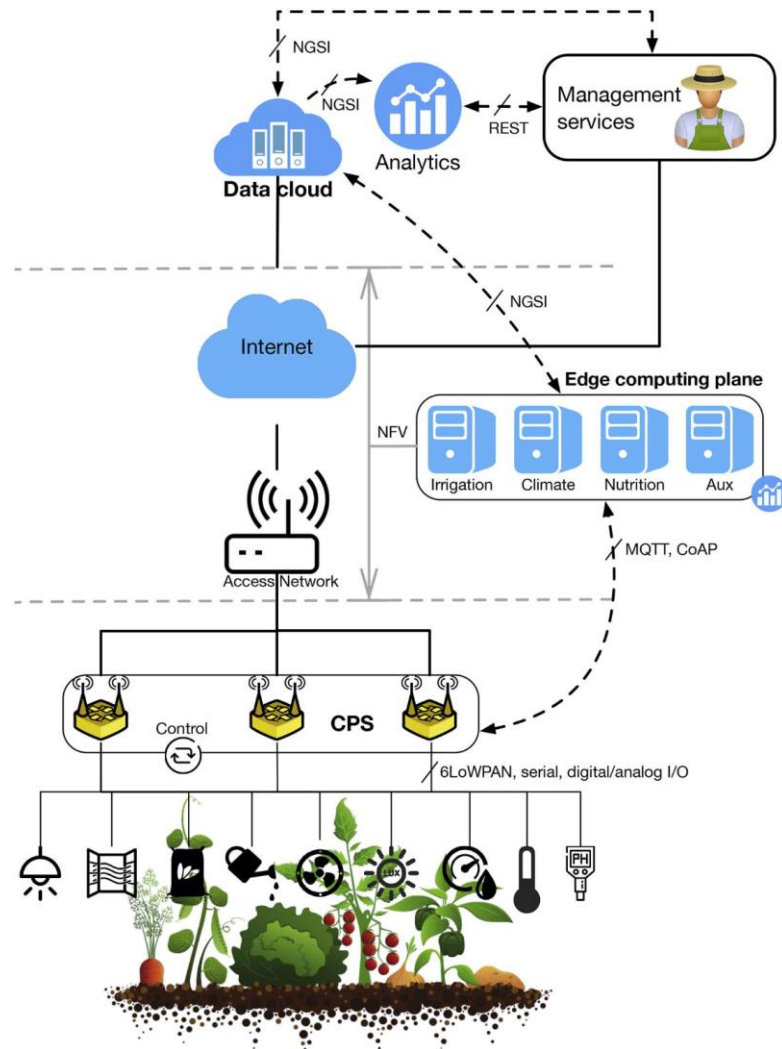 NGSI
NGSI
REST
Management
services
Analytics
Data cloud
NGSI
Internet
Edge computing plane
NFV
Irrigation
Climate
Nutrition
Aux
MQTT, CoAP
Access Network
Control
CPS
6LoWPAN, serial, digital/analog I/O
LUX
PH